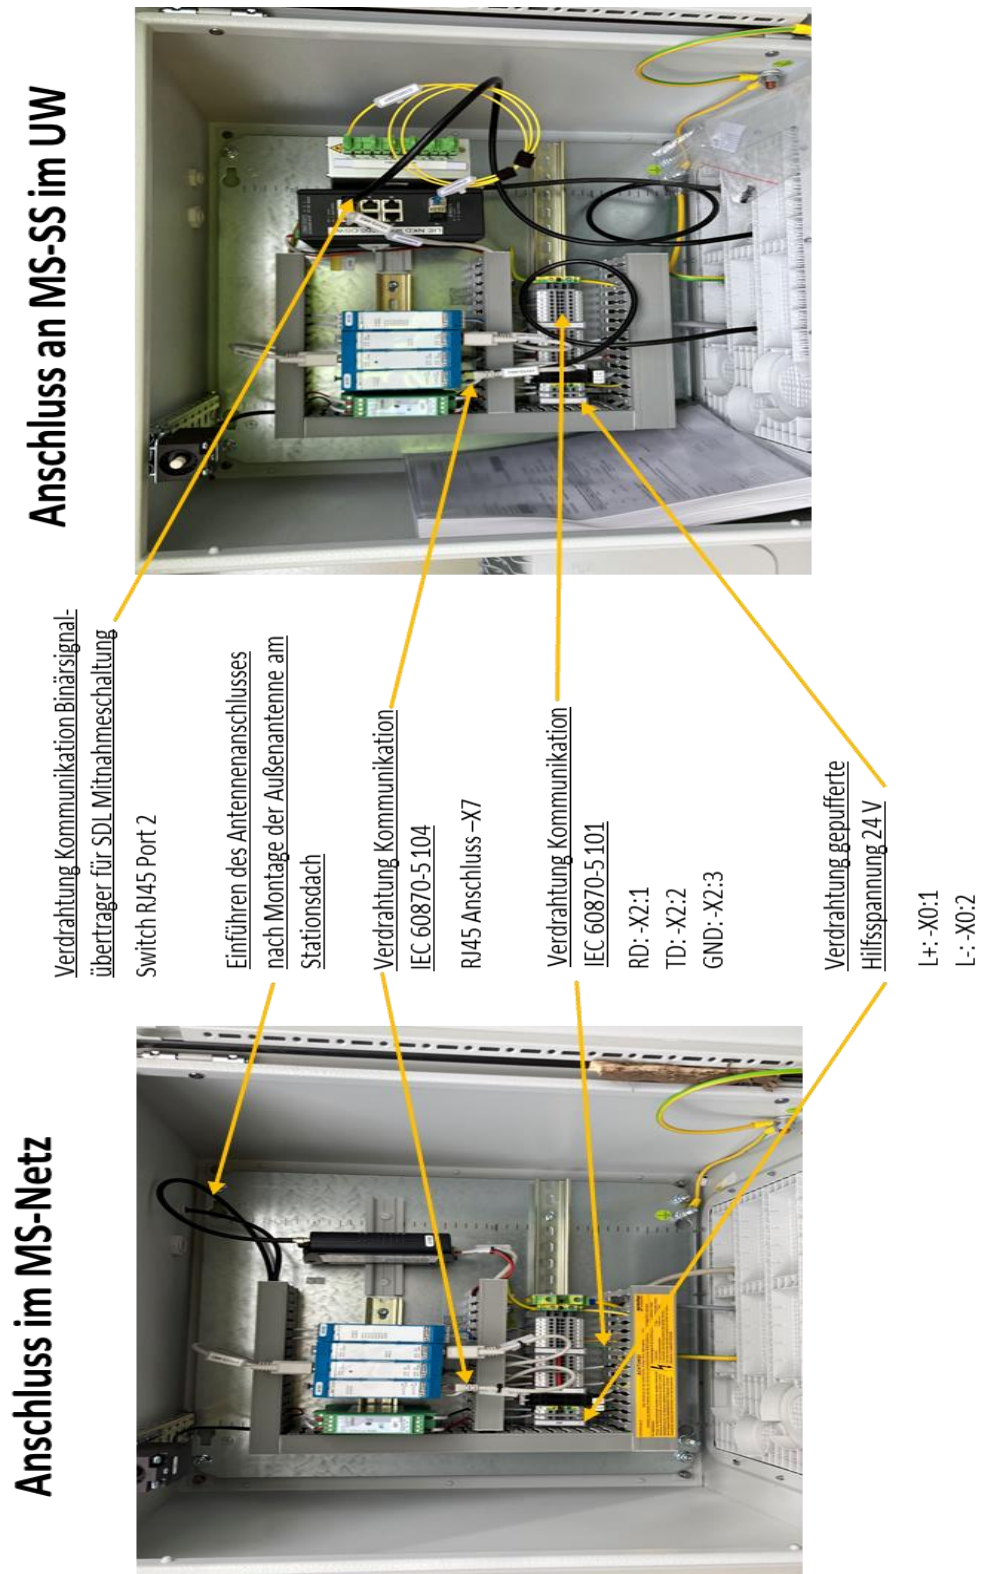 Anschluss im MS-Netz
Anschluss an MS-SS im UW
Verdrahtung Kommunikation Binärsignal-
überträger für SDL Mitnahmeschaltung
Switch RJ45 Port 2
Einführen des Antennenanschlusses
nach Montage der Außenantenne am
Stationsdach
Verdrahtung Kommunikation
IEC 60870-5 104
RJ45 Anschluss –X7
Verdrahtung Kommunikation
IEC 60870-5 101
RD: -X2:1
TD: -X2:2
GND: -X2:3
Verdrahtung gepufferte
Hilfsspannung 24 V
L+: -X0:1
L-: -X0:2